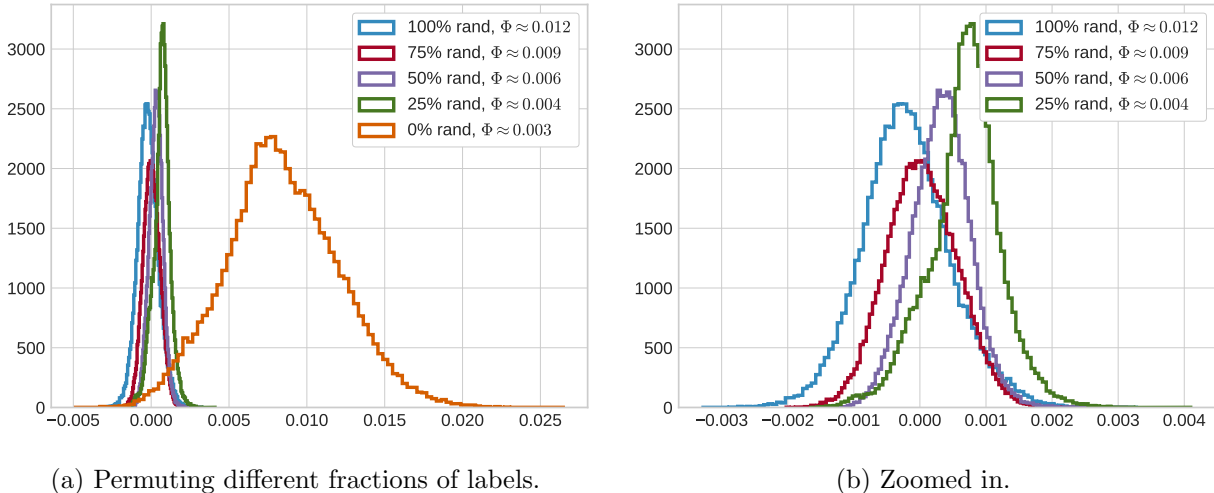 3000
2500
2000
1500
1000
500
0
−0.005 0.000 0.005 0.010 0.015 0.020 0.025
100% rand, Φ ≈ 0.012
75% rand, Φ ≈ 0.009
50% rand, Φ ≈ 0.006
25% rand, Φ ≈ 0.004
0% rand, Φ ≈ 0.003
(a) Permuting different fractions of labels.
3000
2500
2000
1500
1000
500
0
−0.003 −0.002 −0.001 0.000 0.001 0.002 0.003 0.004
100% rand, Φ ≈ 0.012
75% rand, Φ ≈ 0.009
50% rand, Φ ≈ 0.006
25% rand, Φ ≈ 0.004
(b) Zoomed in.